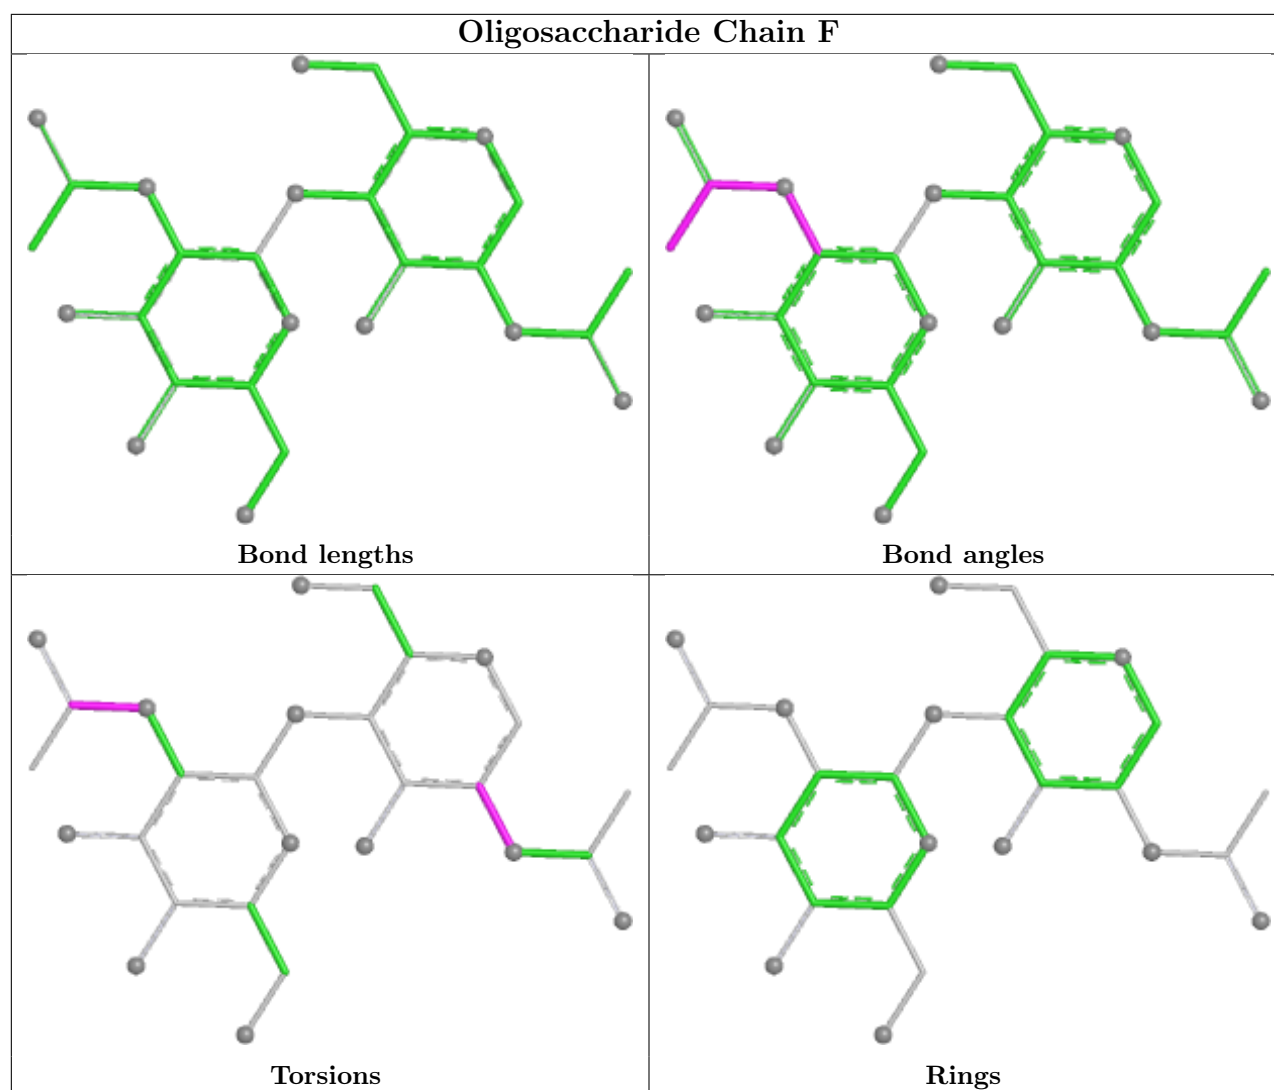 Oligosaccharide Chain F
Bond lengths
Bond angles
Torsions
Rings